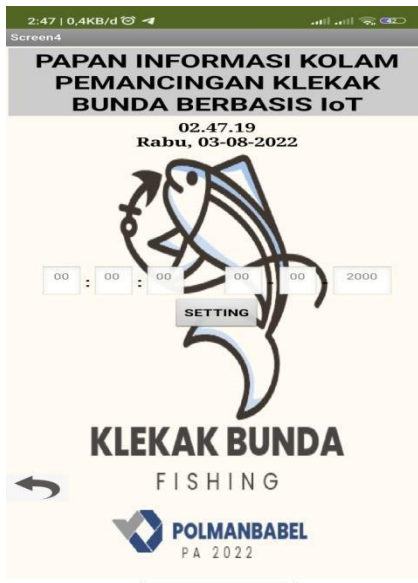 2:47 | 0,4KB/d
42
Screen4
PAPAN INFORMASI KOLAM
PEMANCINGAN KLEKAK
BUNDA BERBASIS IoT
02.47.19
Rabu, 03-08-2022
00 : 00 : 00 00 . 00 . 2000
SETTING
KLEKAK BUNDA
FISHING
POLMANBABEL
PA 2022